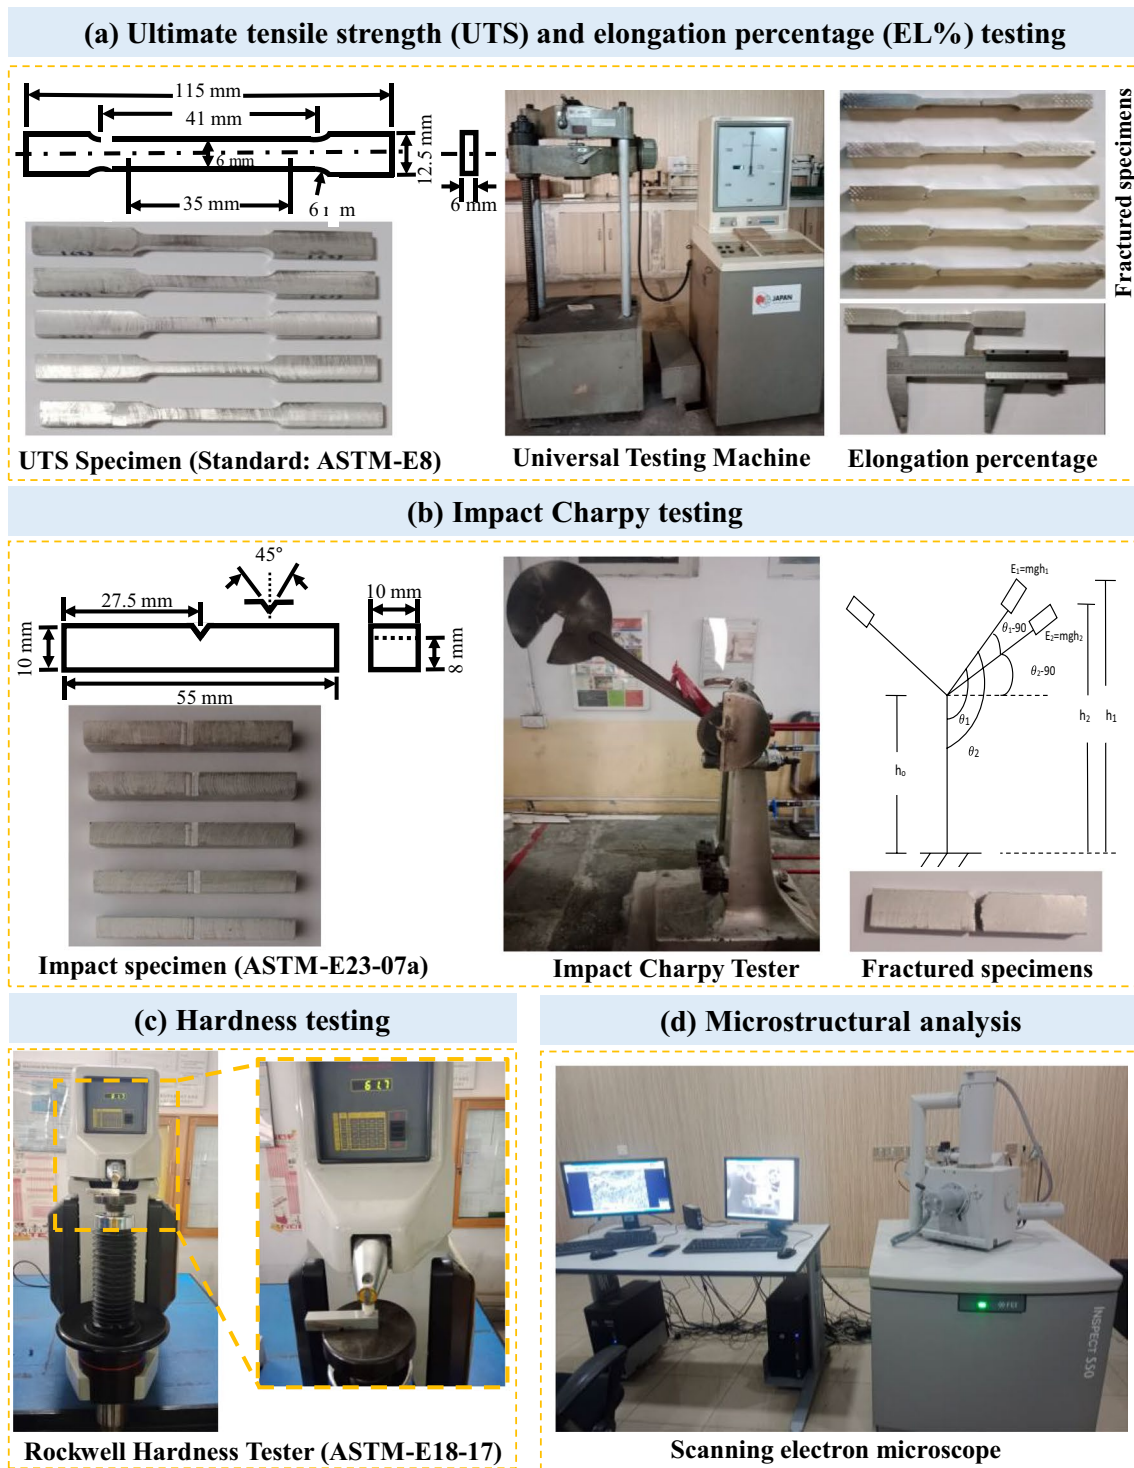 (a) Ultimate tensile strength (UTS) and elongation percentage (EL%) testing
115 mm
41 mm
6 mm
12.5 mm
35 mm
6 mm
Fractured specimens
JAPAN
UTS Specimen (Standard: ASTM-E8)
Universal Testing Machine
Elongation percentage
(b) Impact Charpy testing
45°
27.5 mm
10 mm
10 mm
8 mm
55 mm
E₁=mgh₁
θ₁-90
E₂=mgh₂
θ₂-90
θ₁
θ₂
h₀
h₂
h₁
Impact specimen (ASTM-E23-07a)
Impact Charpy Tester
Fractured specimens
(c) Hardness testing
(d) Microstructural analysis
61.7
FEI
INSPECT S50
Rockwell Hardness Tester (ASTM-E18-17)
Scanning electron microscope